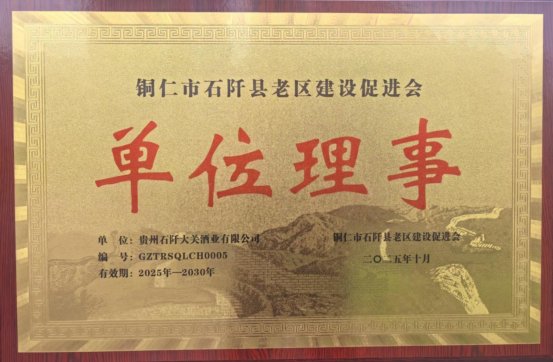 铜仁市石阡县老区建设促进会
单位理事
单 位：贵州石阡大关酒业有限公司
编 号：GZTRSQLCH0005
有效期：2025年—2030年
铜仁市石阡县老区建设促进会
二〇二五年十月